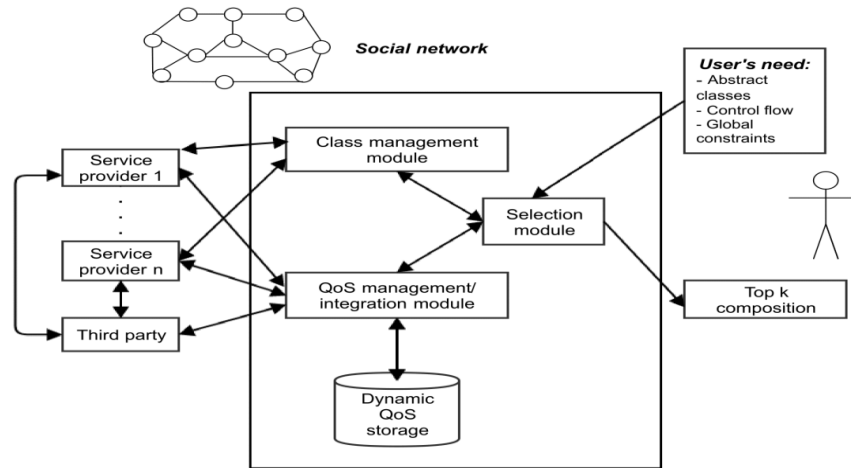 Social network
User's need:
- Abstract
classes
- Control flow
- Global
constraints
Class management
module
Service
provider 1
. . . .
Selection
module
Service
provider n
QoS management/
integration module
Top k
composition
Third party
Dynamic
QoS
storage